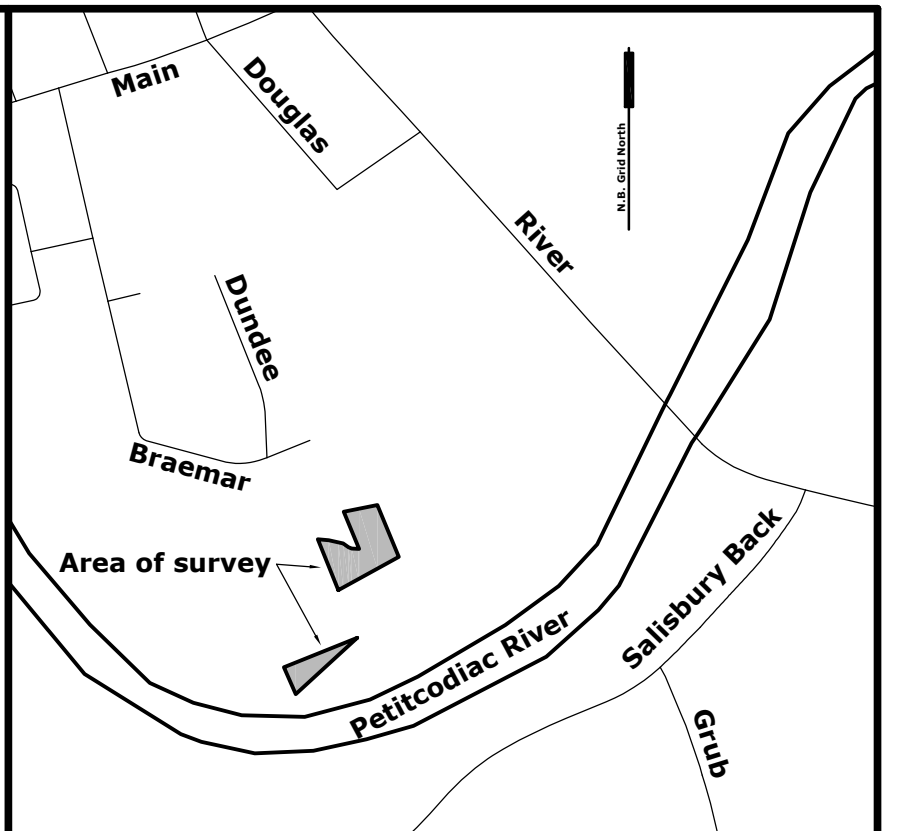 Main
Douglas
N.B. Grid North
River
Dundee
Braemar
Area of survey
Salisbury Back
Petitcodiac River
Grub